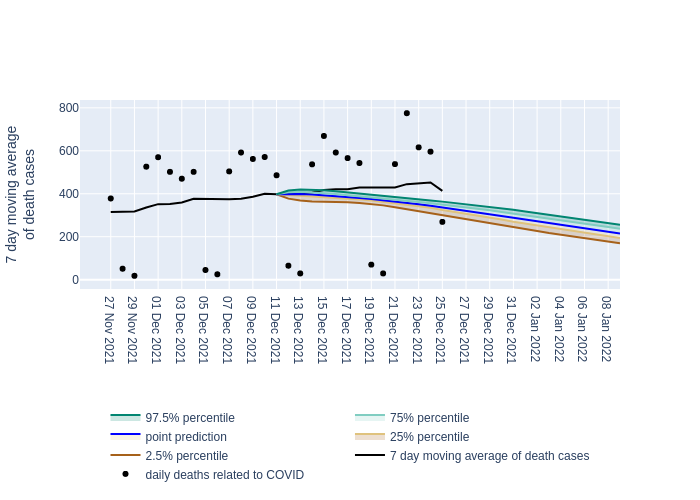 7 day moving average
of death cases
800
600
400
200
0
27 Nov 2021
29 Nov 2021
01 Dec 2021
03 Dec 2021
05 Dec 2021
07 Dec 2021
09 Dec 2021
11 Dec 2021
13 Dec 2021
15 Dec 2021
17 Dec 2021
19 Dec 2021
21 Dec 2021
23 Dec 2021
25 Dec 2021
27 Dec 2021
29 Dec 2021
31 Dec 2021
02 Jan 2022
04 Jan 2022
06 Jan 2022
08 Jan 2022
97.5% percentile
75% percentile
point prediction
25% percentile
2.5% percentile
7 day moving average of death cases
daily deaths related to COVID